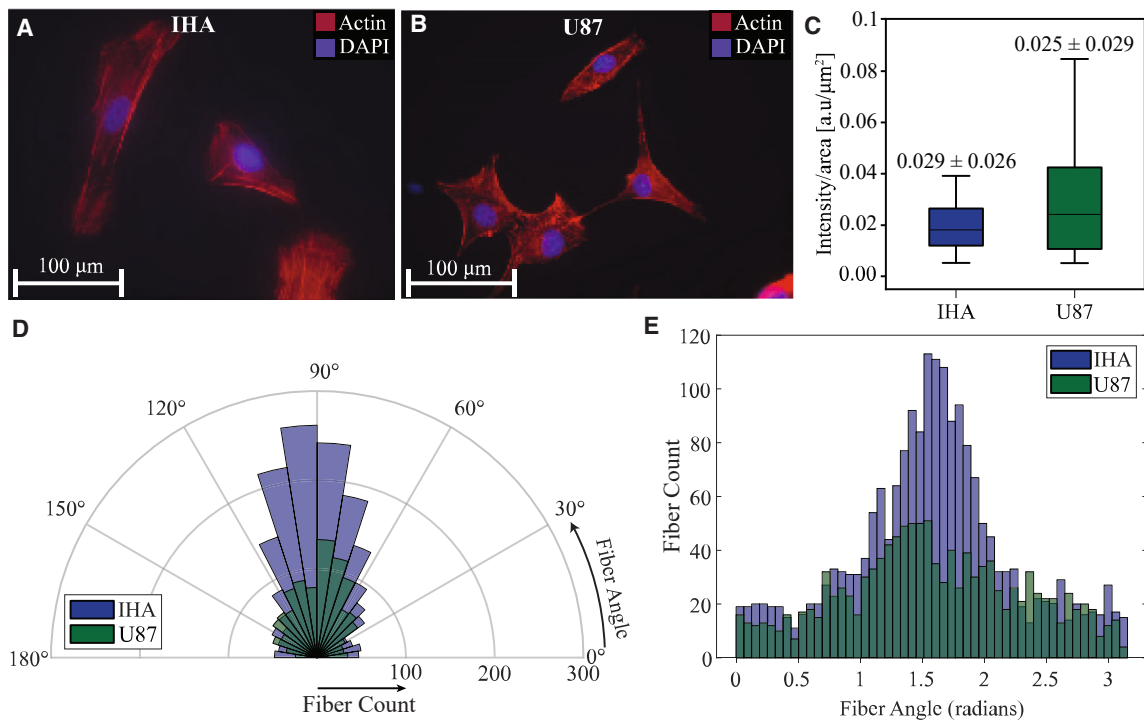 A
IHA
Actin
DAPI
100 µm
B
U87
Actin
DAPI
100 µm
C
Intensity/area [a.u/µm²]
0.1
0.08
0.06
0.04
0.02
0.00
0.029 ± 0.026
0.025 ± 0.029
IHA
U87
D
90°
120°
60°
150°
30°
180°
0°
Fiber Angle
IHA
U87
100
200
300
Fiber Count
E
Fiber Count
120
100
80
60
40
20
0
IHA
U87
0
0.5
1
1.5
2
2.5
3
Fiber Angle (radians)